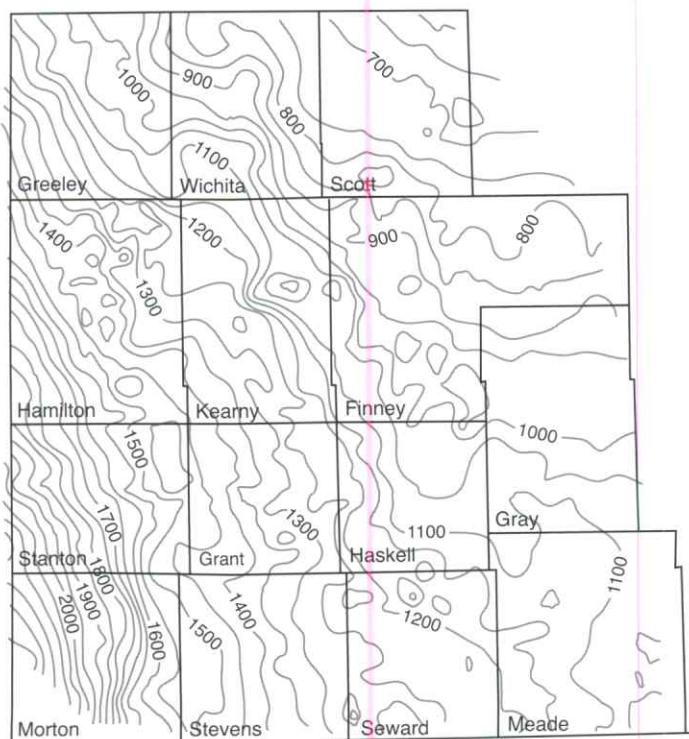 700
1000
900
800
1100
Greeley
Wichita
Scott
1400
1200
900
800
1300
Hamilton
Kearny
Finney
1500
1000
1700
1300
1100
Gray
Stanton
Grant
Haskell
1800
1900
2000
1400
1100
1600
1500
1200
Morton
Stevens
Seward
Meade